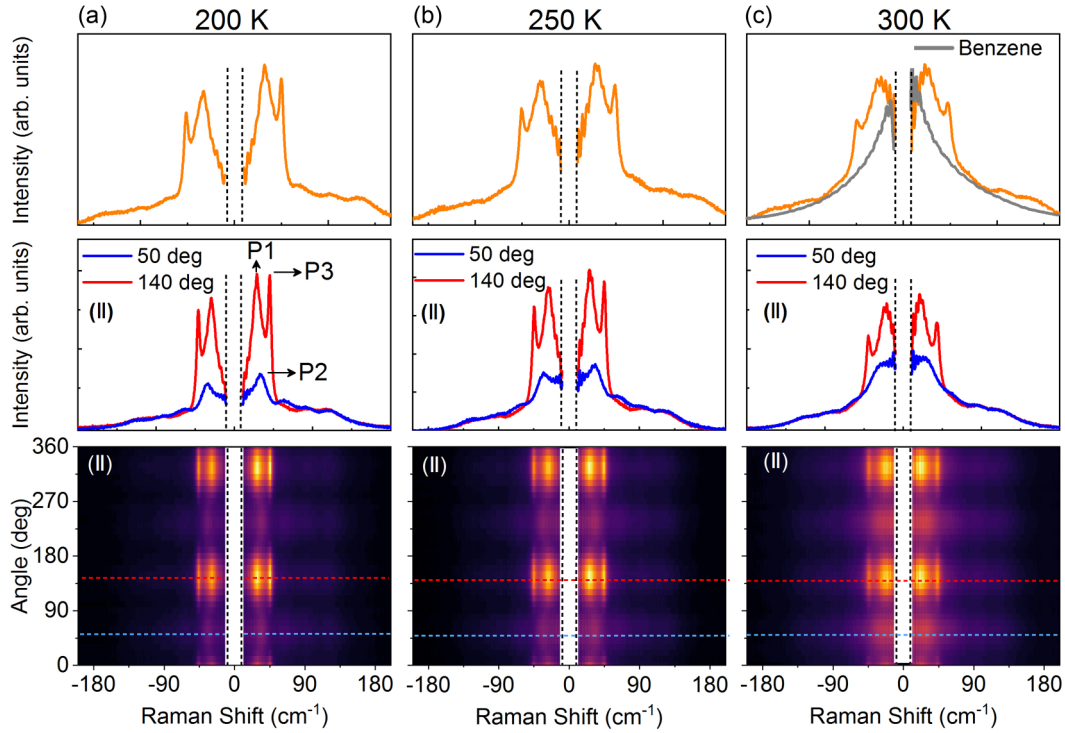 (a) 200 K
(b) 250 K
(c) 300 K
Intensity (arb. units)
Benzene
Intensity (arb. units)
50 deg
140 deg
(II)
P1
P3
P2
50 deg
140 deg
(II)
50 deg
140 deg
(II)
Angle (deg)
360
270
180
90
0
(II)
(II)
(II)
-180 -90 0 90 180
-180 -90 0 90 180
-180 -90 0 90 180
Raman Shift (cm⁻¹)
Raman Shift (cm⁻¹)
Raman Shift (cm⁻¹)